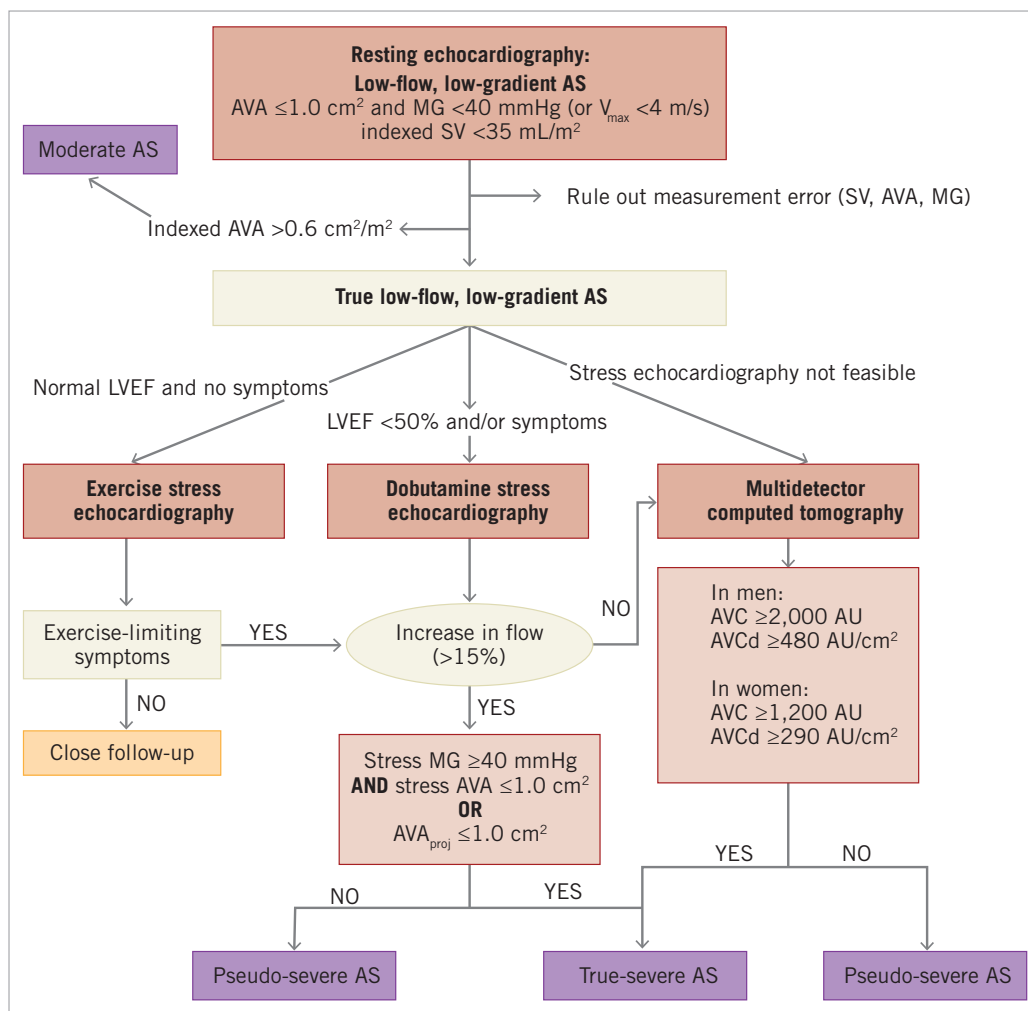 Resting echocardiography:
Low-flow, low-gradient AS
AVA ≤1.0 cm² and MG <40 mmHg (or Vmax <4 m/s)
indexed SV <35 mL/m²
Moderate AS
Rule out measurement error (SV, AVA, MG)
Indexed AVA >0.6 cm²/m²
True low-flow, low-gradient AS
Normal LVEF and no symptoms
Stress echocardiography not feasible
LVEF <50% and/or symptoms
Exercise stress
echocardiography
Dobutamine stress
echocardiography
Multidetector
computed tomography
Exercise-limiting
symptoms
YES
Increase in flow
(>15%)
NO
In men:
AVC ≥2,000 AU
AVCd ≥480 AU/cm²
In women:
AVC ≥1,200 AU
AVCd ≥290 AU/cm²
NO
YES
Close follow-up
Stress MG ≥40 mmHg
AND stress AVA ≤1.0 cm²
OR
AVAproj ≤1.0 cm²
YES
NO
NO
YES
Pseudo-severe AS
True-severe AS
Pseudo-severe AS